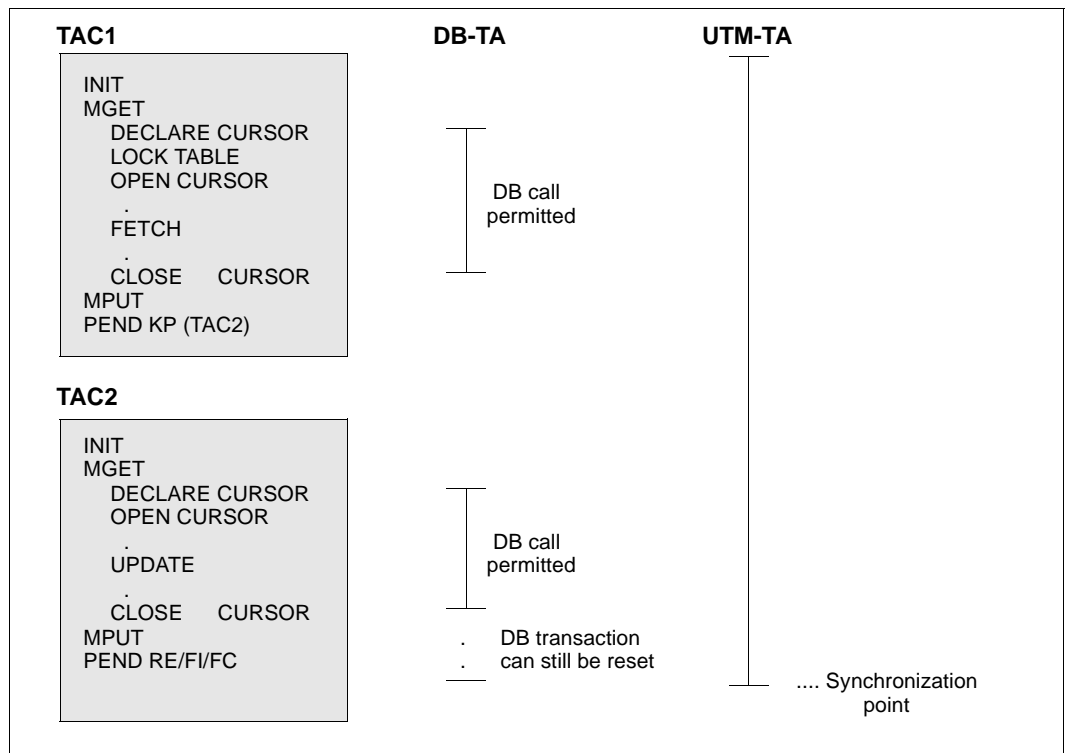 TAC1 DB-TA UTM-TA
INIT
MGET
DECLARE CURSOR
LOCK TABLE
OPEN CURSOR
.
FETCH
.
CLOSE CURSOR
MPUT
PEND KP (TAC2)
DB call
permitted
TAC2
INIT
MGET
DECLARE CURSOR
OPEN CURSOR
.
UPDATE
.
CLOSE CURSOR
MPUT
PEND RE/FI/FC
DB call
permitted
. DB transaction
. can still be reset
.... Synchronization
point